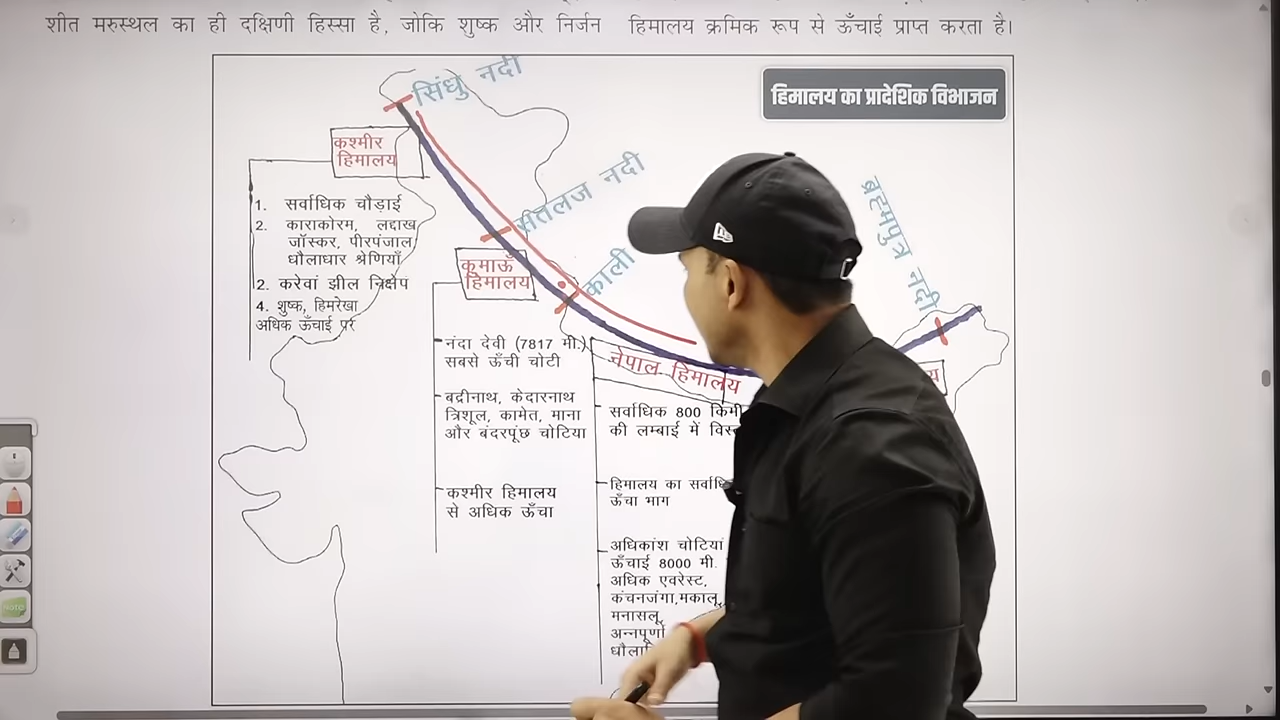 शीत मरुस्थल का ही दक्षिणी हिस्सा है, जोकि शुष्क और निर्जन
हिमालय क्रमिक रूप से ऊँचाई प्राप्त करता है।
हिमालय का प्रादेशिक विभाजन
सिंधु नदी
कश्मीर
हिमालय
1. सर्वाधिक चौड़ाई
2. काराकोरम, लद्दाख
जॉस्कर, पीरपंजाल
धौलाधार श्रेणियाँ
2. करेवां झील निक्षेप
4. शुष्क, हिमरेखा
अधिक ऊँचाई पर
सतलज नदी
कुमाऊँ
हिमालय
नंदा देवी (7817 मी.)
सबसे ऊँची चोटी
बद्रीनाथ, केदारनाथ
त्रिशूल, कामेत, माना
और बंदरपूंछ चोटिया
कश्मीर हिमालय
से अधिक ऊँचा
काली
नेपाल हिमालय
सर्वाधिक 800 किमी
की लम्बाई में
हिमालय का
ऊँचा भाग
अधिकांश चोटियां
ऊँचाई 8000 मी.
अधिक एवरेस्ट,
कंचनजंगा,मकालू,
मनासलू,
अन्नपूर्णा
ब्रह्मपुत्र नदी